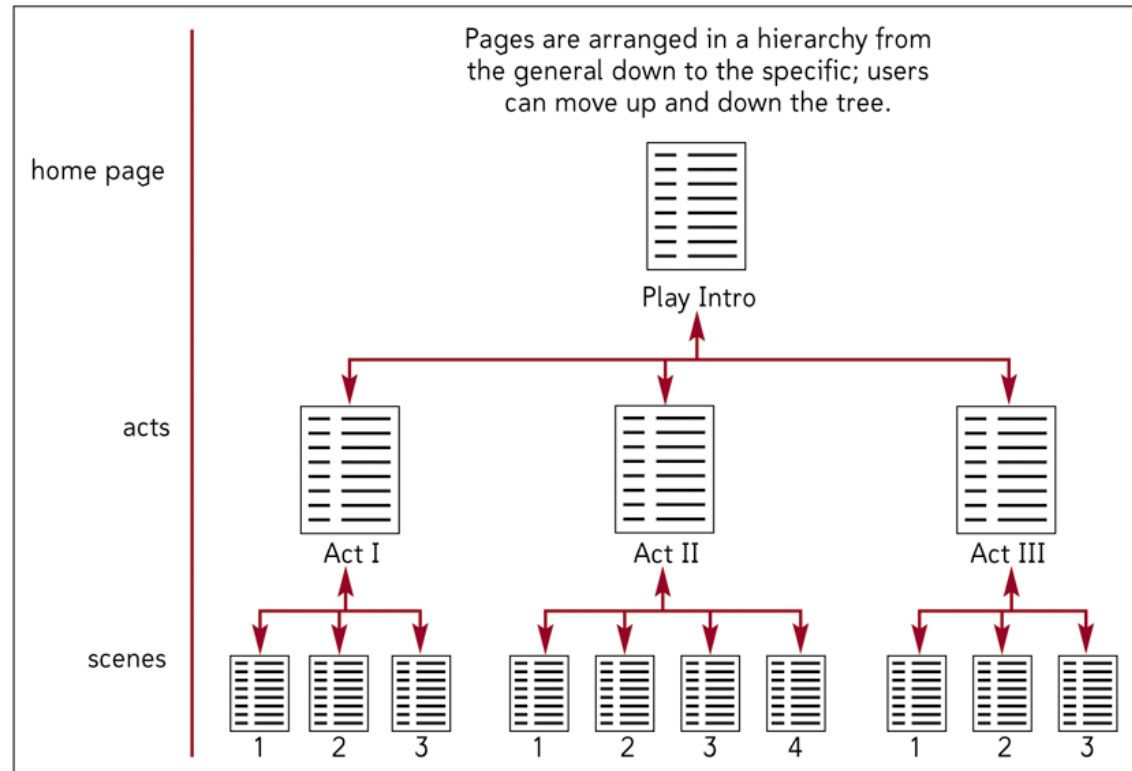 Pages are arranged in a hierarchy from
the general down to the specific; users
can move up and down the tree.
home page
Play Intro
acts
Act I
Act II
Act III
scenes
1 2 3 1 2 3 4 1 2 3